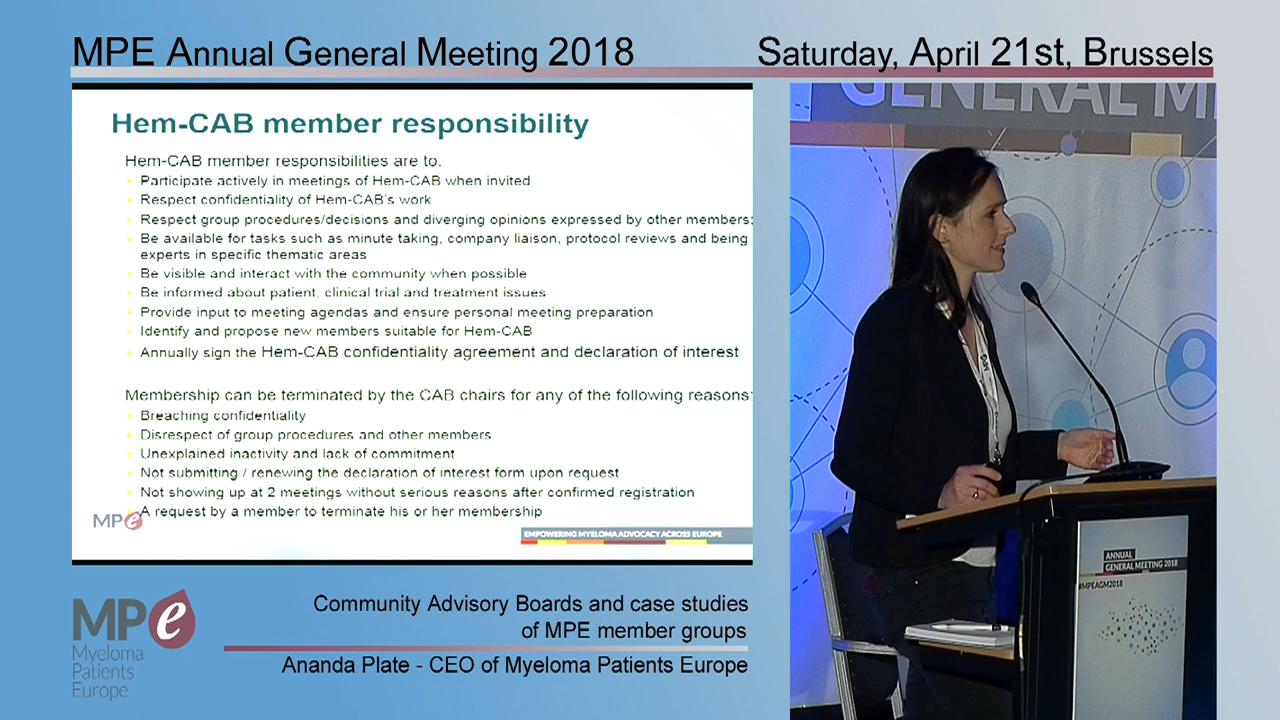 MPE Annual General Meeting 2018
Saturday, April 21st, Brussels
Hem-CAB member responsibility
Hem-CAB member responsibilities are to.
Participate actively in meetings of Hem-CAB when invited
Respect confidentiality of Hem-CAB's work
Respect group procedures/decisions and diverging opinions expressed by other members;
Be available for tasks such as minute taking, company liaison, protocol reviews and being
experts in specific thematic areas
Be visible and interact with the community when possible
Be informed about patient, clinical trial and treatment issues
Provide input to meeting agendas and ensure personal meeting preparation
Identify and propose new members suitable for Hem-CAB
Annually sign the Hem-CAB confidentiality agreement and declaration of interest
Membership can be terminated by the CAB chairs for any of the following reasons:
Breaching confidentiality
Disrespect of group procedures and other members
Unexplained inactivity and lack of commitment
Not submitting / renewing the declaration of interest form upon request
Not showing up at 2 meetings without serious reasons after confirmed registration
A request by a member to terminate his or her membership
MPe
EMPOWERING MYELOMA ADVOCACY ACROSS EUROPE
GENERAL M
ANNUAL
GENERAL MEETING 2018
#MPEAGM2018
MPe
Myeloma
Patients
Europe
Community Advisory Boards and case studies
of MPE member groups
Ananda Plate - CEO of Myeloma Patients Europe